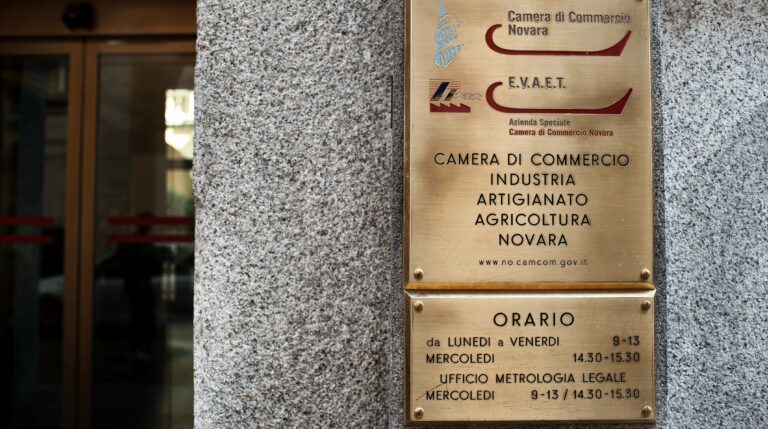 Camera di Commercio
Novara
E.V.A.E.T.
Azienda Speciale
Camera di Commercio Novara
CAMERA DI COMMERCIO
INDUSTRIA
ARTIGIANATO
AGRICOLTURA
NOVARA
www.no.camcom.gov.it
ORARIO
da LUNEDI a VENERDI 9-13
MERCOLEDI 14.30-15.30
UFFICIO METROLOGIA LEGALE
MERCOLEDI 9-13 / 14.30-15.30